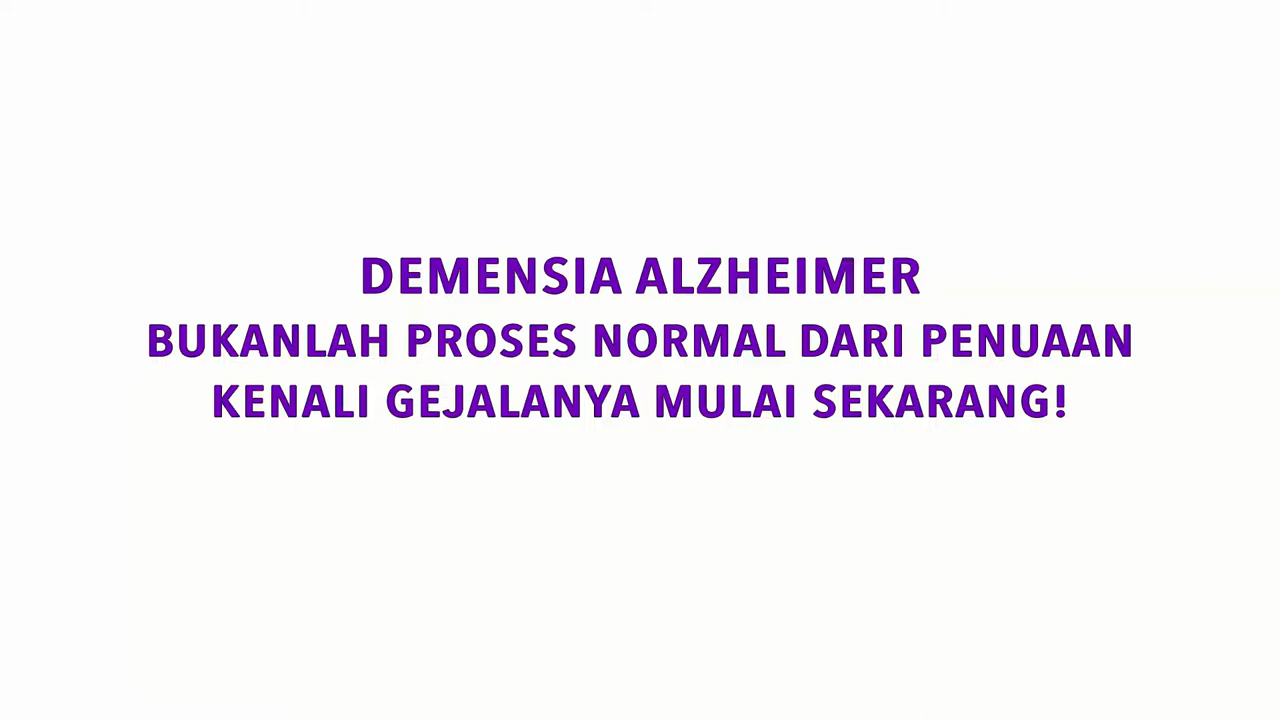 DEMENSIA ALZHEIMER
BUKANLAH PROSES NORMAL DARI PENUAAN
KENALI GEJALANYA MULAI SEKARANG!